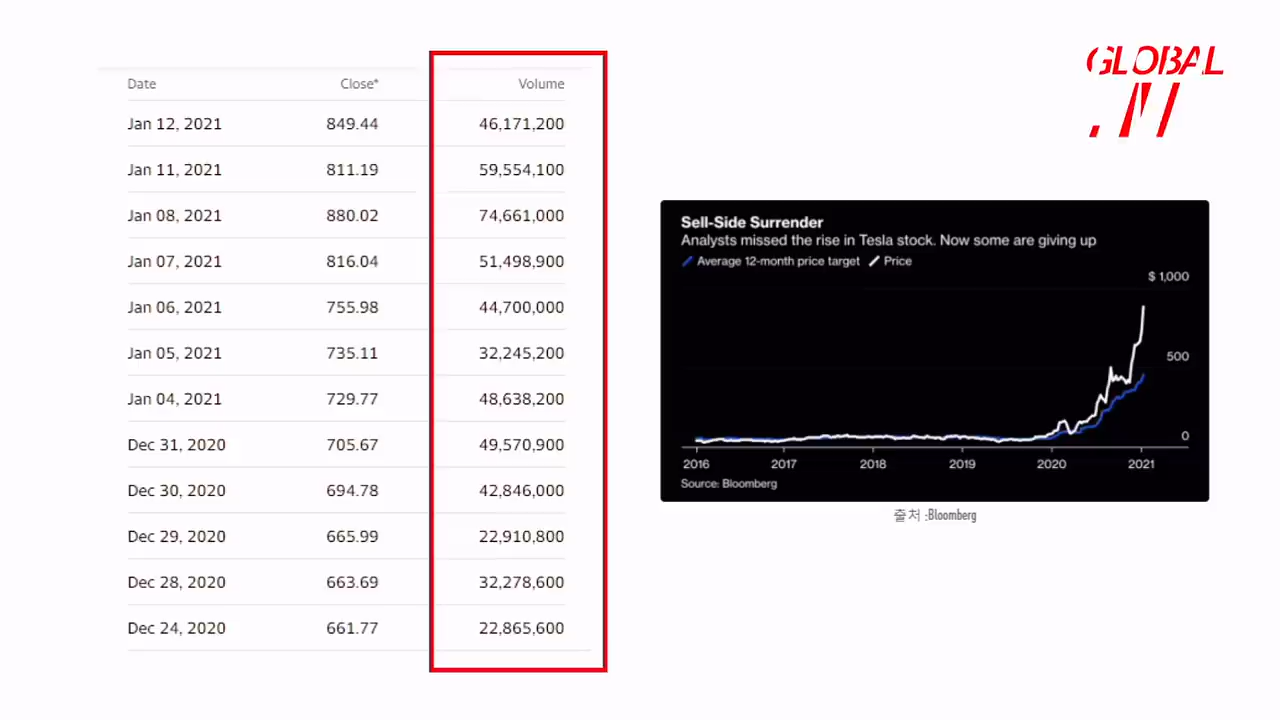 GLOBAL
Date Close* Volume
Jan 12, 2021 849.44 46,171,200
Jan 11, 2021 811.19 59,554,100
Jan 08, 2021 880.02 74,661,000
Jan 07, 2021 816.04 51,498,900
Jan 06, 2021 755.98 44,700,000
Jan 05, 2021 735.11 32,245,200
Jan 04, 2021 729.77 48,638,200
Dec 31, 2020 705.67 49,570,900
Dec 30, 2020 694.78 42,846,000
Dec 29, 2020 665.99 22,910,800
Dec 28, 2020 663.69 32,278,600
Dec 24, 2020 661.77 22,865,600
Sell-Side Surrender
Analysts missed the rise in Tesla stock. Now some are giving up
Average 12-month price target Price
$ 1,000
500
0
2016 2017 2018 2019 2020 2021
Source: Bloomberg
출처 :Bloomberg